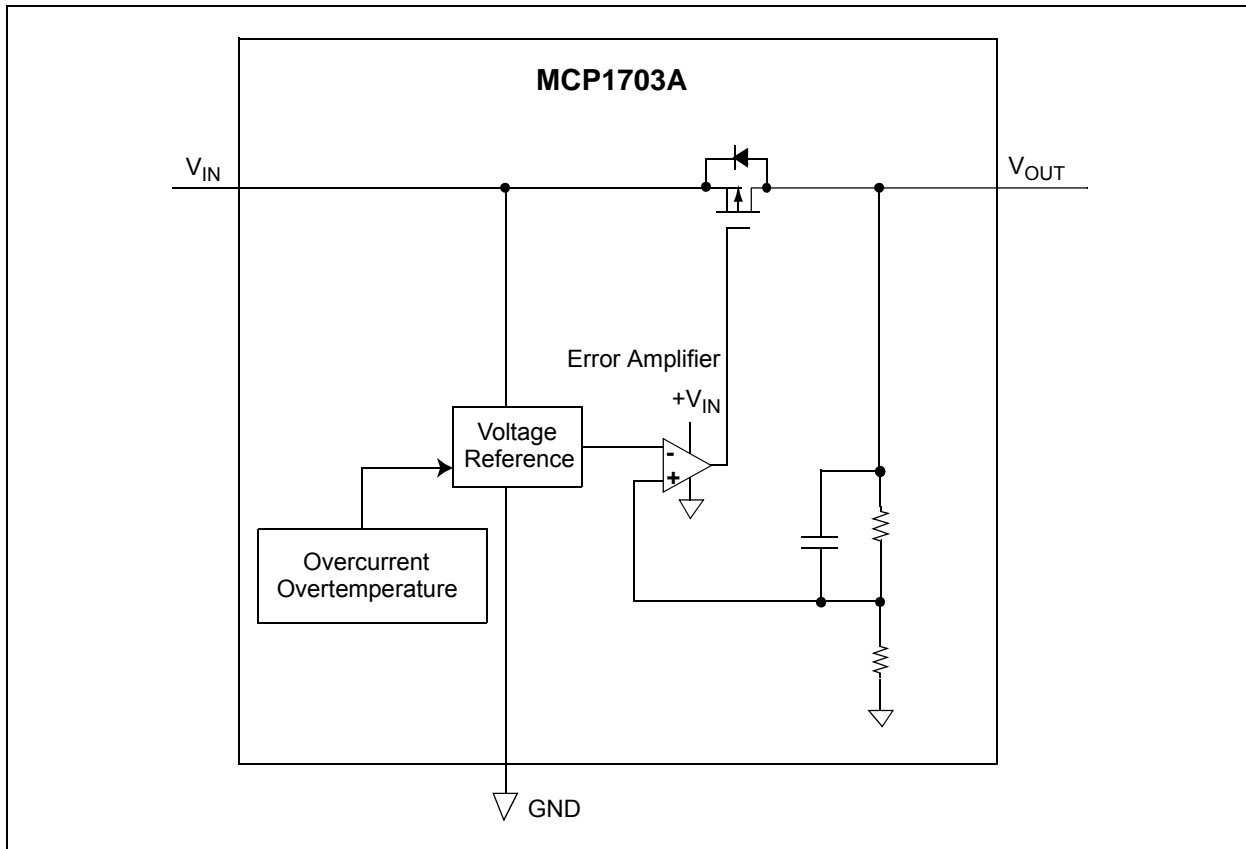 MCP1703A
VIN
VOUT
Error Amplifier
+VIN
Voltage
Reference
-
+
Overcurrent
Overtemperature
GND